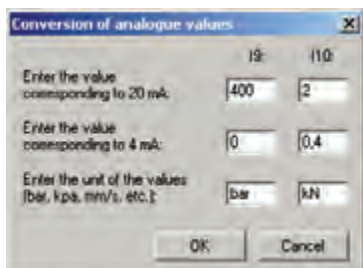 Conversion of analogue values
I9: I10:
Enter the value
corresponding to 20 mA: 400 2
Enter the value
corresponding to 4 mA: 0 0,4
Enter the unit of the values
(bar, kpa, mm/s, etc.): bar kN
OK Cancel